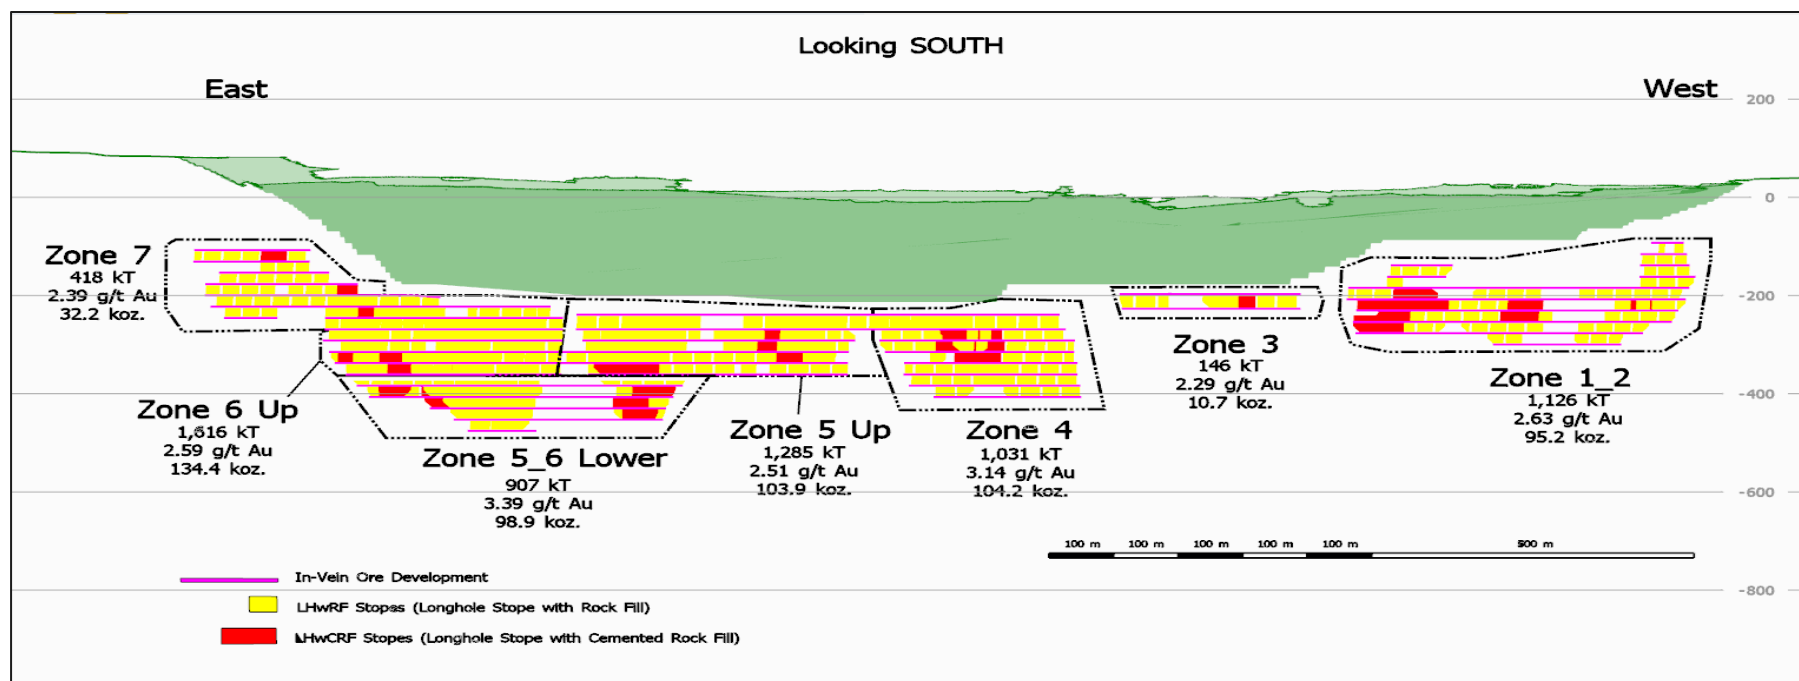 Looking SOUTH
East
West
200
0
-200
-400
-600
-800
Zone 7
418 kT
2.39 g/t Au
32.2 koz.
Zone 6 Up
1,616 kT
2.59 g/t Au
134.4 koz.
Zone 5_6 Lower
907 kT
3.39 g/t Au
98.9 koz.
Zone 5 Up
1,285 kT
2.51 g/t Au
103.9 koz.
Zone 4
1,031 kT
3.14 g/t Au
104.2 koz.
Zone 3
146 kT
2.29 g/t Au
10.7 koz.
Zone 1_2
1,126 kT
2.63 g/t Au
95.2 koz.
100 m 100 m 100 m 100 m 100 m 500 m
In-Vein Ore Development
LHwRF Stopss (Longhole Stope with Rock Fill)
LHwCRF Stopes (Longhole Stope with Cemented Rock Fill)